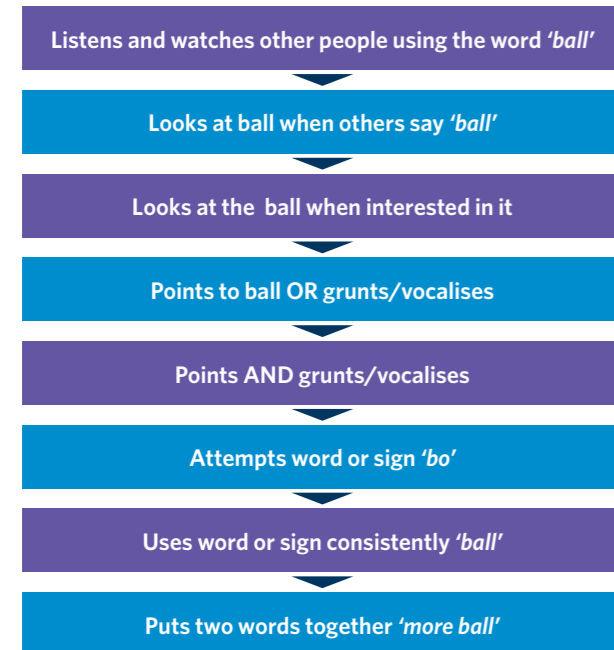 Listens and watches other people using the word ‘ball’
Looks at ball when others say ‘ball’
Looks at the ball when interested in it
Points to ball OR grunts/vocalises
Points AND grunts/vocalises
Attempts word or sign ‘bo’
Uses word or sign consistently ‘ball’
Puts two words together ‘more ball’